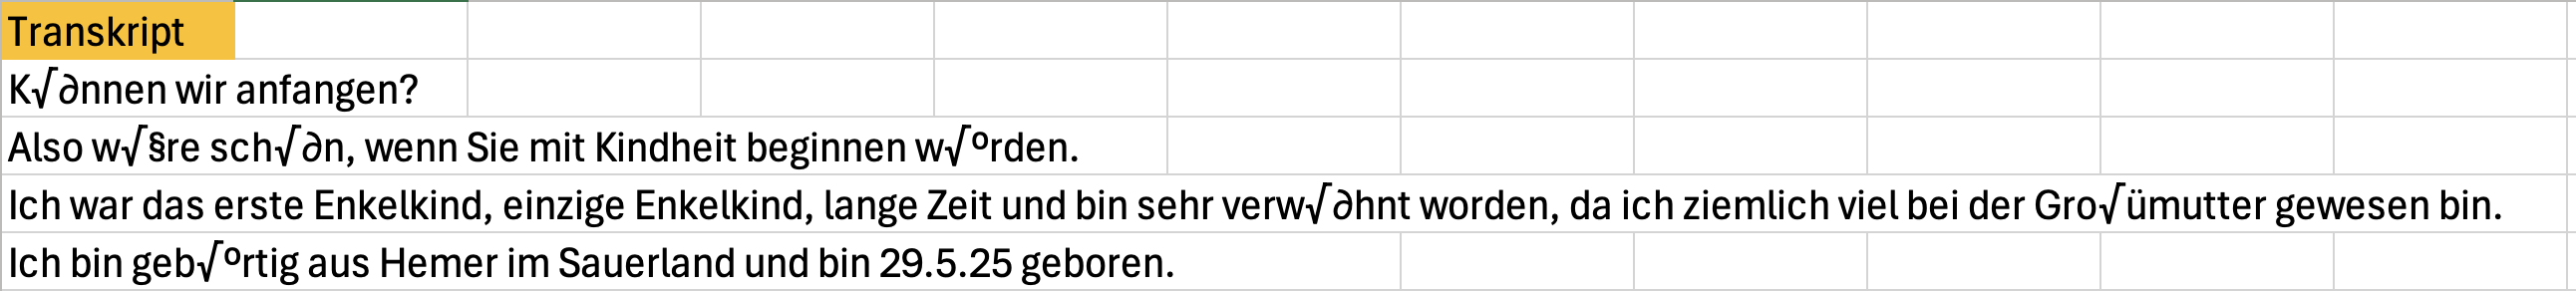 Transkript
K√∂nnen wir anfangen?
Also w√§re sch√∂n, wenn Sie mit Kindheit beginnen w√ºrden.
Ich war das erste Enkelkind, einzige Enkelkind, lange Zeit und bin sehr verw√∂hnt worden, da ich ziemlich viel bei der Gro√ümutter gewesen bin.
Ich bin geb√ºrtig aus Hemer im Sauerland und bin 29.5.25 geboren.